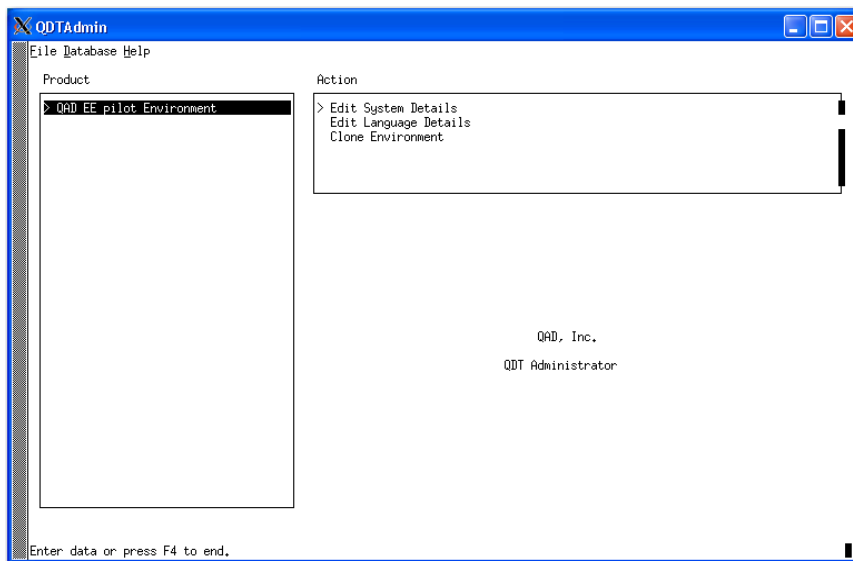 QDTAdmin
File Database Help
Product
Action
> QAD EE pilot Environment
> Edit System Details
Edit Language Details
Clone Environment
QAD, Inc.
QDT Administrator
Enter data or press F4 to end.